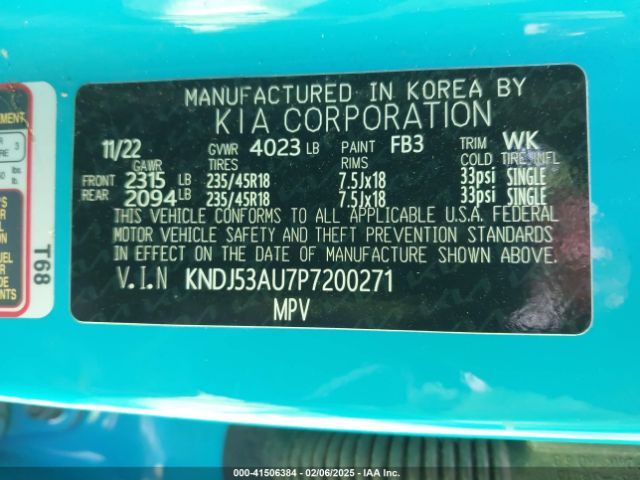 MANUFACTURED IN KOREA BY
KIA CORPORATION
11/22 GVWR 4023 LB PAINT FB3 TRIM WK
GAWR TIRES RIMS COLD TIRE INFL
FRONT 2315 LB 235/45R18 7.5Jx18 33psi SINGLE
REAR 2094 LB 235/45R18 7.5Jx18 33psi SINGLE
THIS VEHICLE CONFORMS TO ALL APPLICABLE U.S.A. FEDERAL
MOTOR VEHICLE SAFETY AND THEFT PREVENTION STANDARDS
IN EFFECT ON THE DATE OF MANUFACTURE SHOWN ABOVE.
V.I.N KNDJ53AU7P7200271
MPV
T68
000-41506384 - 02/06/2025 - IAA Inc.